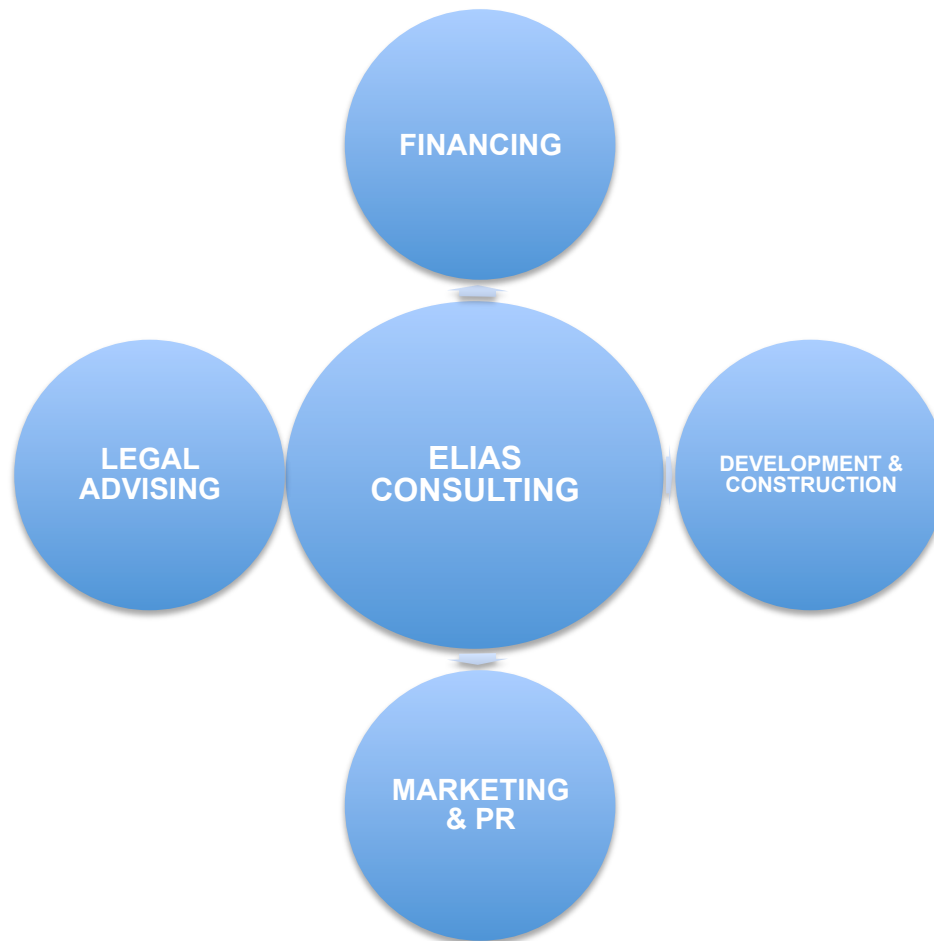 FINANCING
LEGAL
ADVISING
ELIAS
CONSULTING
DEVELOPMENT &
CONSTRUCTION
MARKETING
& PR